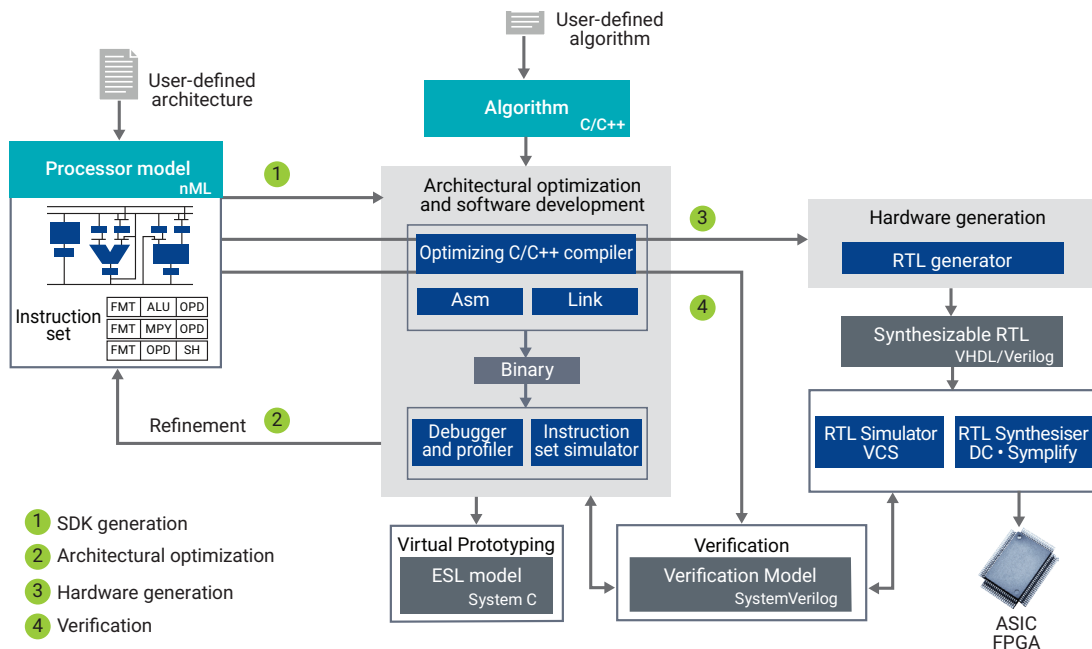 User-defined
algorithm
User-defined
architecture
Algorithm
C/C++
Processor model
nML
1
Architectural optimization
and software development
3
Hardware generation
Optimizing C/C++ compiler
RTL generator
Asm
Link
4
Instruction
set
FMT ALU OPD
FMT MPY OPD
FMT OPD SH
Synthesizable RTL
VHDL/Verilog
Binary
Refinement
2
Debugger
and profiler
Instruction
set simulator
RTL Simulator
VCS
RTL Synthesiser
DC • Symplify
1 SDK generation
2 Architectural optimization
3 Hardware generation
4 Verification
Virtual Prototyping
ESL model
System C
Verification
Verification Model
SystemVerilog
ASIC
FPGA